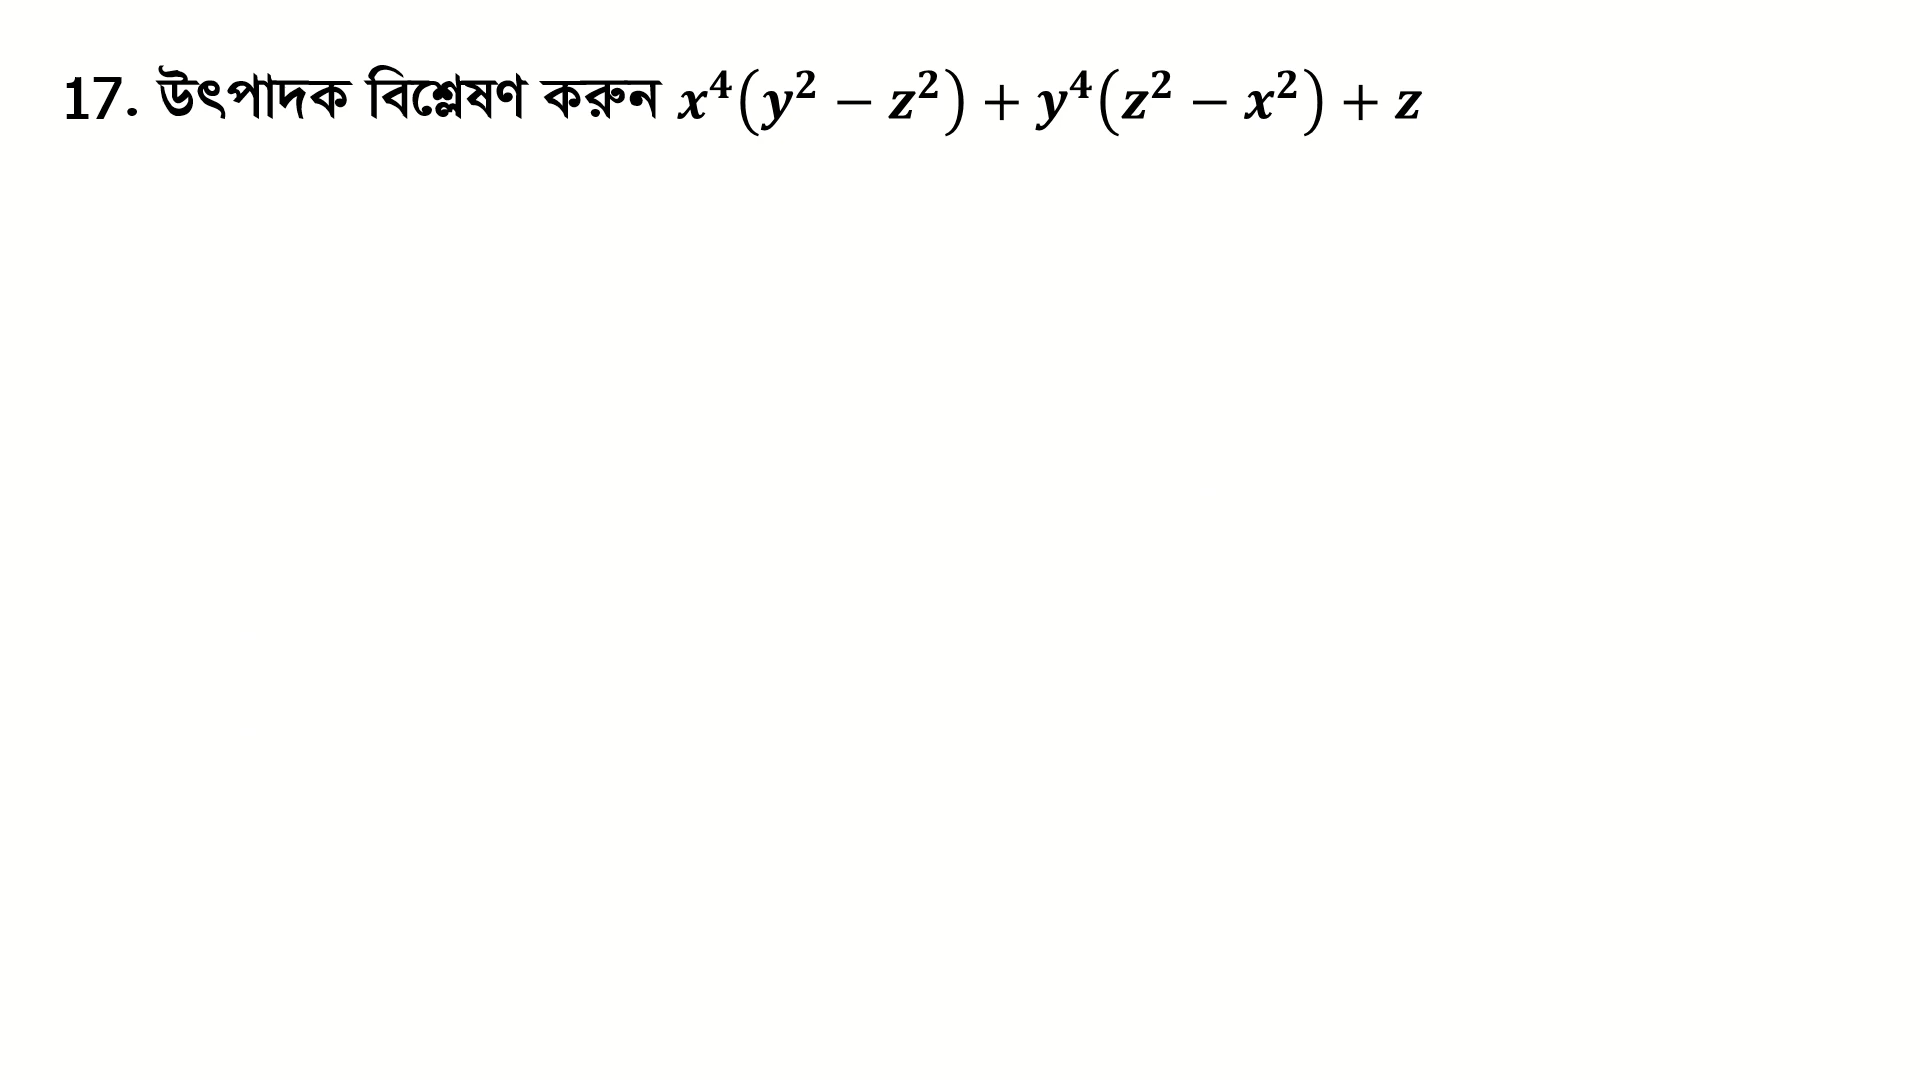 17. উৎপাদক বিশ্লেষণ করুন x⁴(y² − z²) + y⁴(z² − x²) + z